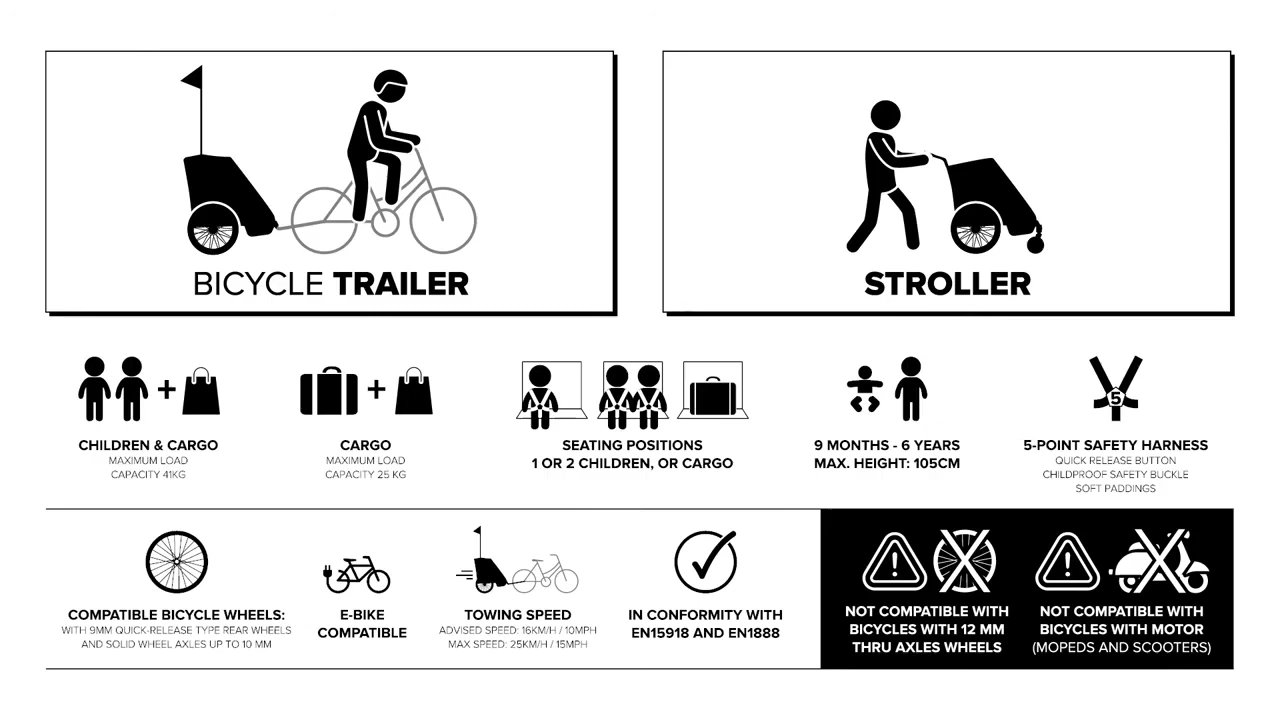 BICYCLE TRAILER
STROLLER
CHILDREN & CARGO
MAXIMUM LOAD
CAPACITY 41KG
CARGO
MAXIMUM LOAD
CAPACITY 25 KG
SEATING POSITIONS
1 OR 2 CHILDREN, OR CARGO
9 MONTHS - 6 YEARS
MAX. HEIGHT: 105CM
5
5-POINT SAFETY HARNESS
QUICK RELEASE BUTTON
CHILDPROOF SAFETY BUCKLE
SOFT PADDINGS
COMPATIBLE BICYCLE WHEELS:
WITH 9MM QUICK-RELEASE TYPE REAR WHEELS
AND SOLID WHEEL AXLES UP TO 10 MM
E-BIKE
COMPATIBLE
TOWING SPEED
ADVISED SPEED: 16KM/H / 10MPH
MAX SPEED: 25KM/H / 15MPH
IN CONFORMITY WITH
EN15918 AND EN1888
NOT COMPATIBLE WITH
BICYCLES WITH 12 MM
THRU AXLES WHEELS
NOT COMPATIBLE WITH
BICYCLES WITH MOTOR
(MOPEDS AND SCOOTERS)